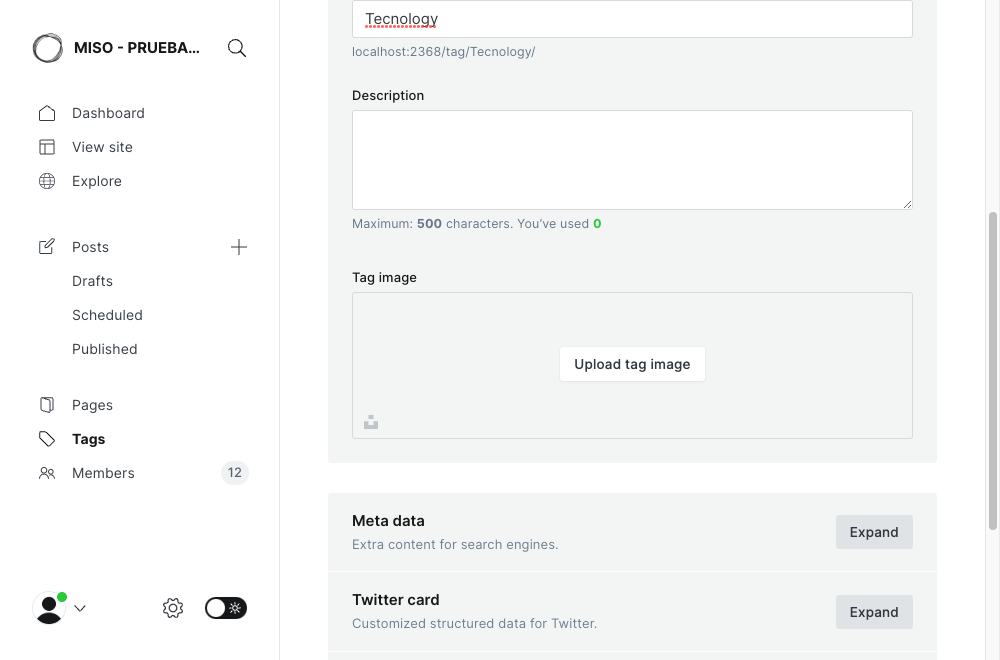 MISO - PRUEBA...
Dashboard
View site
Explore
Posts
Drafts
Scheduled
Published
Pages
Tags
Members
12
Tecnology
localhost:2368/tag/Tecnology/
Description
Maximum: 500 characters. You’ve used 0
Tag image
Upload tag image
Meta data
Extra content for search engines.
Expand
Twitter card
Customized structured data for Twitter.
Expand